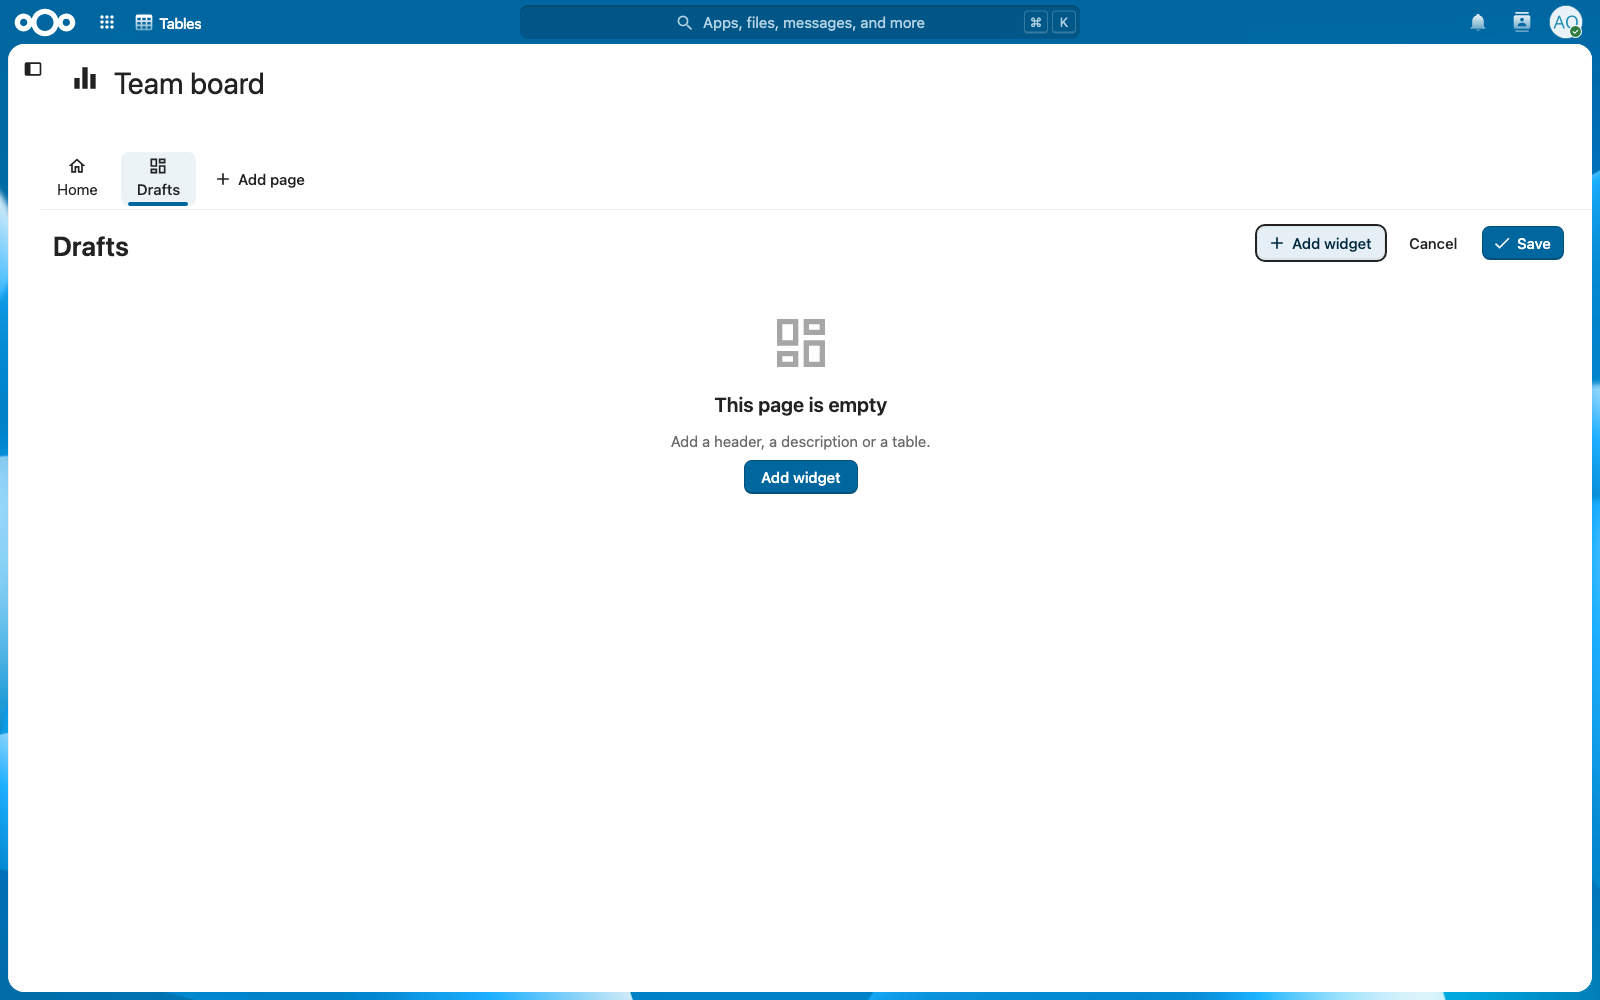 Tables
Apps, files, messages, and more
⌘ K
AO
Team board
Home
Drafts
Add page
Drafts
Add widget
Cancel
Save
This page is empty
Add a header, a description or a table.
Add widget